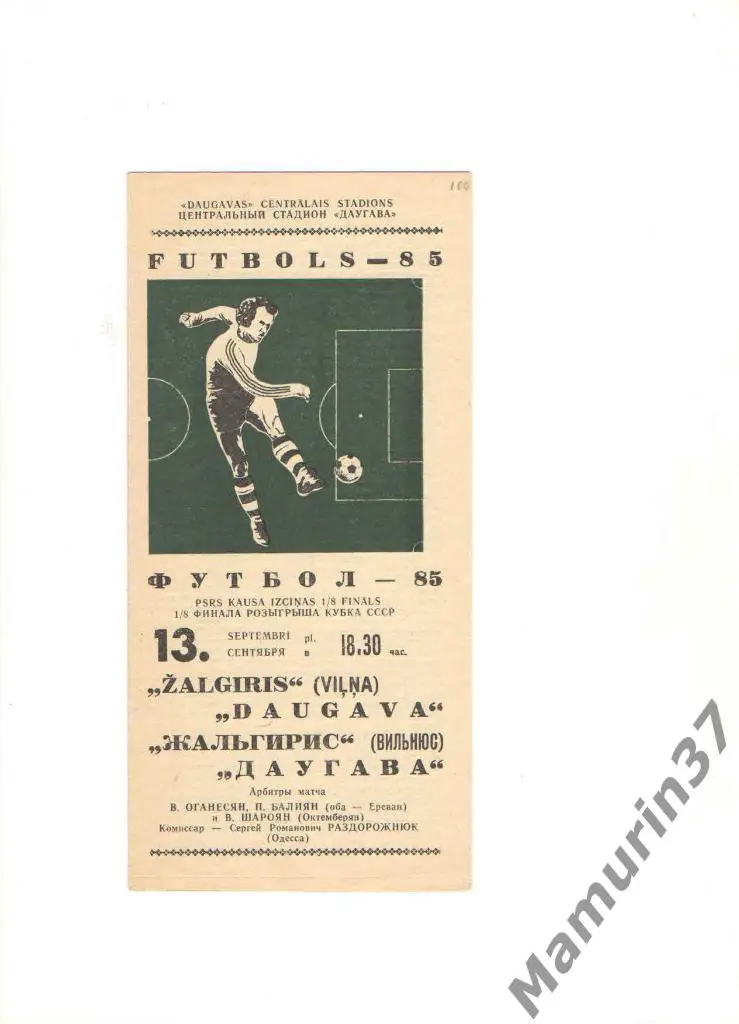 100
«DAUGAVAS» CENTRĀLAIS STADIONS
ЦЕНТРАЛЬНЫЙ СТАДИОН «ДАУГАВА»
FUTBOLS — 85
ФУТБОЛ — 85
PSRS KAUSA IZCIŅAS 1/8 FINALS
1/8 ФИНАЛА РОЗЫГРЫША КУБКА СССР
13. SEPTEMBRĪ pl. 18.30 час.
СЕНТЯБРЯ в
„ŽALGIRIS“ (VIĻŅA)
„DAUGAVA“
„ЖАЛЬГИРИС“ (ВИЛЬНЮС)
„ДАУГАВА“
Арбитры матча
В. ОГАНЕСЯН, П. БАЛИЯН (оба — Ереван)
и В. ШАРОЯН (Октемберян)
Комиссар — Сергей Романович РАЗДОРОЖНЮК
(Одесса)
Mamurin37